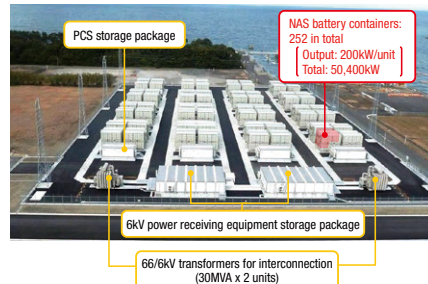 PCS storage package
NAS battery containers:
252 in total
Output: 200kW/unit
Total: 50,400kW
6kV power receiving equipment storage package
66/6kV transformers for interconnection
(30MVA x 2 units)